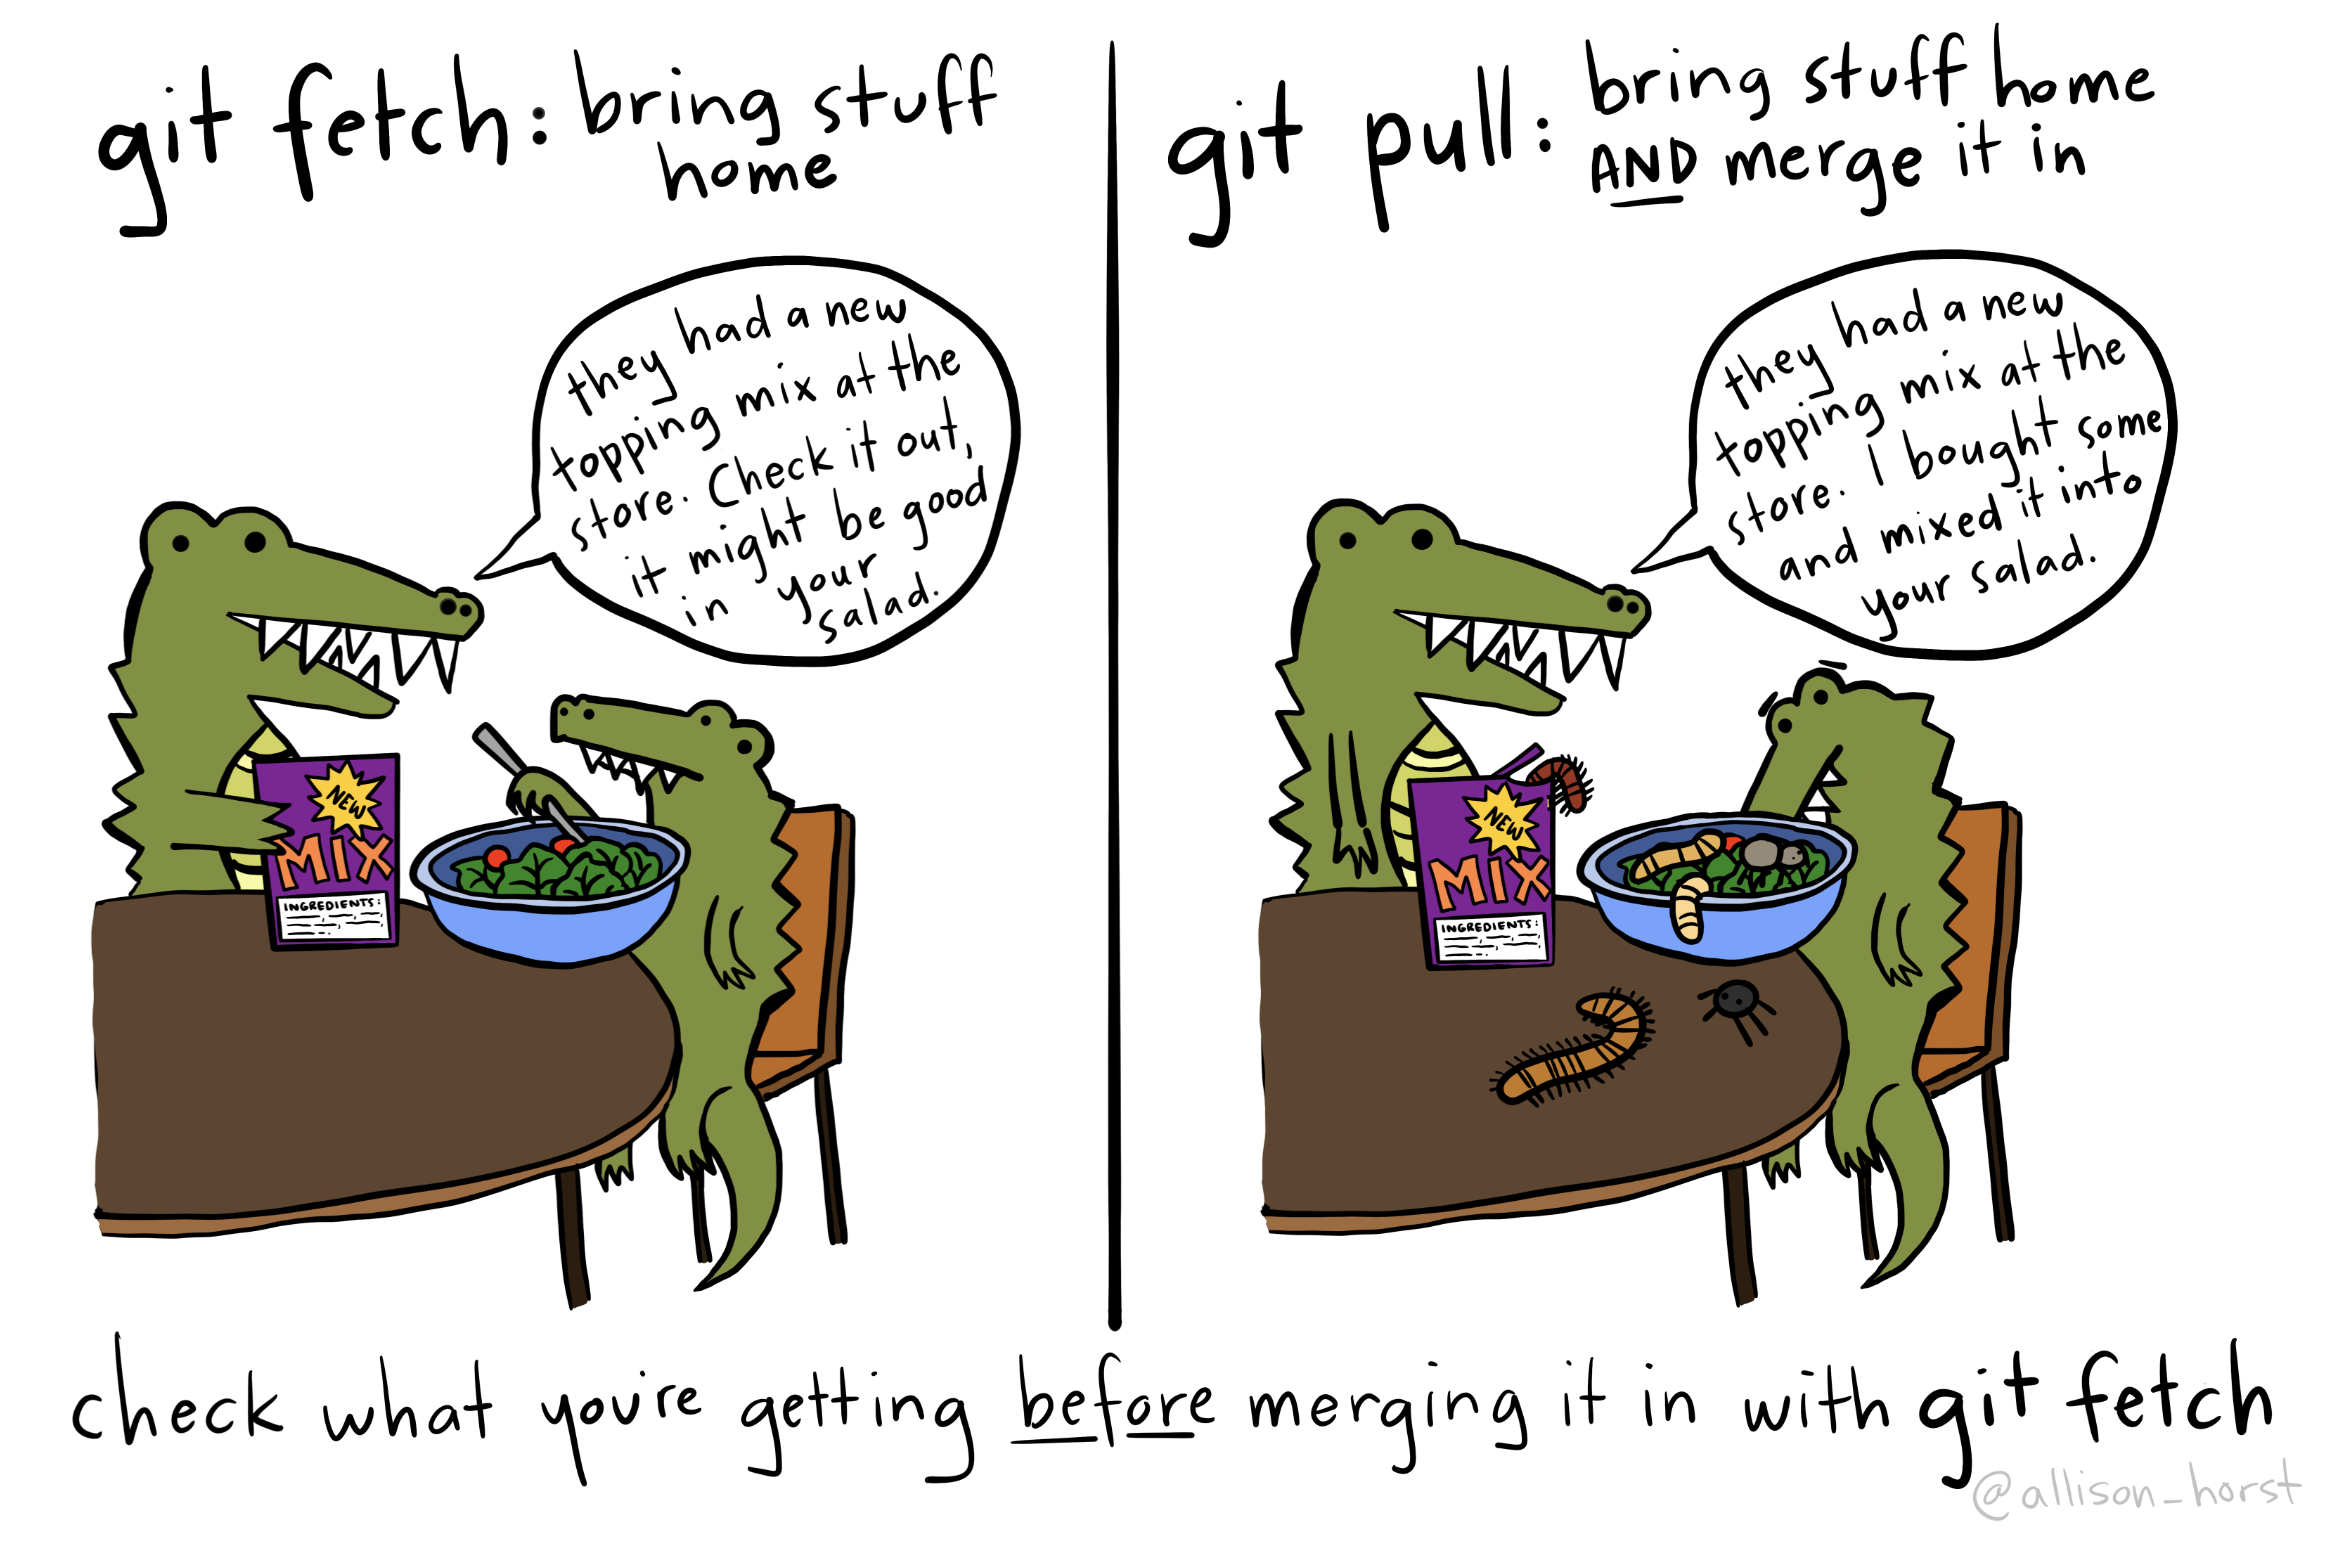 git fetch: bring stuff
home
they had a new
topping mix at the
store. Check it out,
it might be good
in your
salad.
NEW
MIX
INGREDIENTS:
git pull: bring stuff home
AND merge it in
they had a new
topping mix at the
store. I bought some
and mixed it into
your salad.
NEW
MIX
INGREDIENTS:
check what you're getting before merging it in with git fetch
@allison_horst